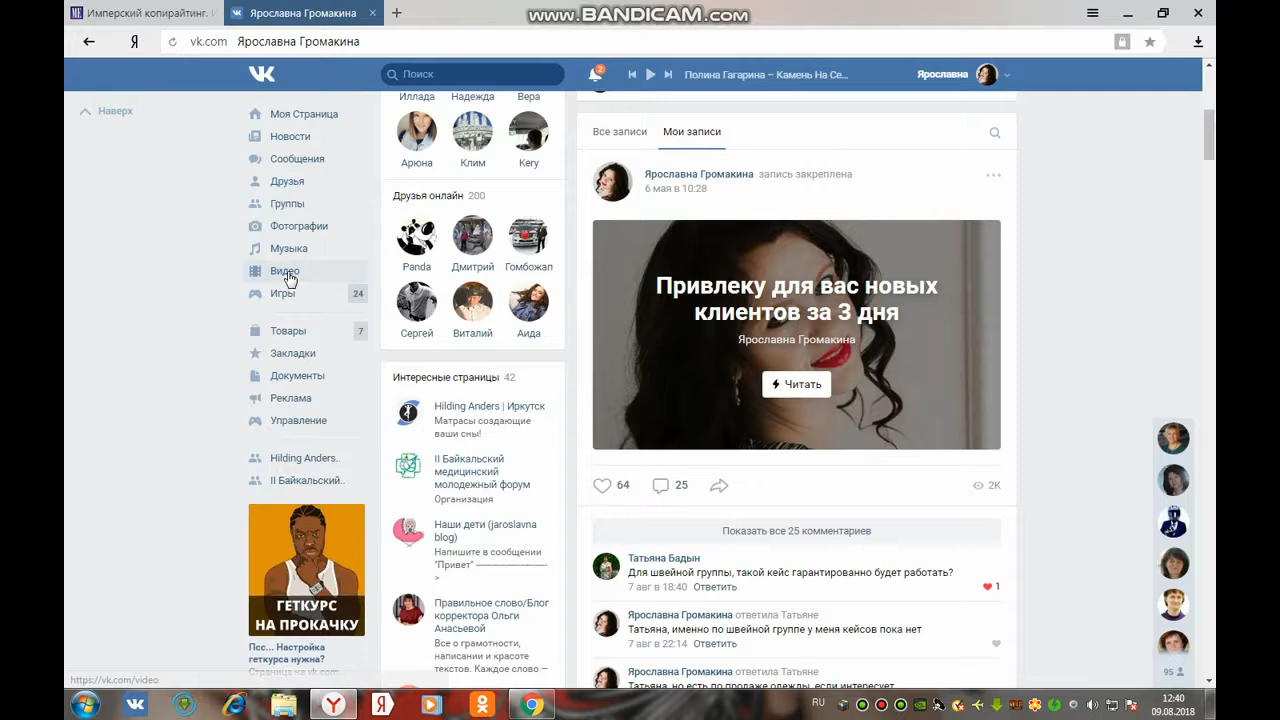 Имперский копирайтинг.
Ярославна Громакина
www.BANDICAM.com
Я
vk.com Ярославна Громакина
Поиск
2
Полина Гагарина – Камень На Се...
Ярославна
Наверх
Моя Страница
Новости
Сообщения
Друзья
Группы
Фотографии
Музыка
Видео
Игры 24
Товары 7
Закладки
Документы
Реклама
Управление
Hilding Anders..
II Байкальский..
ГЕТКУРС
НА ПРОКАЧКУ
Псс... Настройка
геткурса нужна?
Страница на vk.com
https://vk.com/video
Иллада Надежда Вера
Арюна Клим Kery
Друзья онлайн 200
Panda Дмитрий Гомбожап
Сергей Виталий Аида
Интересные страницы 42
Hilding Anders | Иркутск
Матрасы создающие
ваши сны!
II Байкальский
медицинский
молодежный форум
Организация
Наши дети (jaroslavna
blog)
Напишите в сообщении
"Привет" ------------------------
>
Правильное слово/Блог
корректора Ольги
Анасьевой
Все о грамотности,
написании и красоте
текстов. Каждое слово —
Все записи Мои записи
Ярославна Громакина запись закреплена
6 мая в 10:28
Привлеку для вас новых
клиентов за 3 дня
Ярославна Громакина
Читать
64 25 2K
Показать все 25 комментариев
Татьяна Бадын
Для швейной группы, такой кейс гарантированно будет работать?
7 авг в 18:40 Ответить 1
Ярославна Громакина ответила Татьяне
Татьяна, именно по швейной группе у меня кейсов пока нет
7 авг в 22:14 Ответить
Ярославна Громакина ответила Татьяне
Татьяна, но есть по продаже одежды, если интересует
95
RU
12:40
09.08.2018